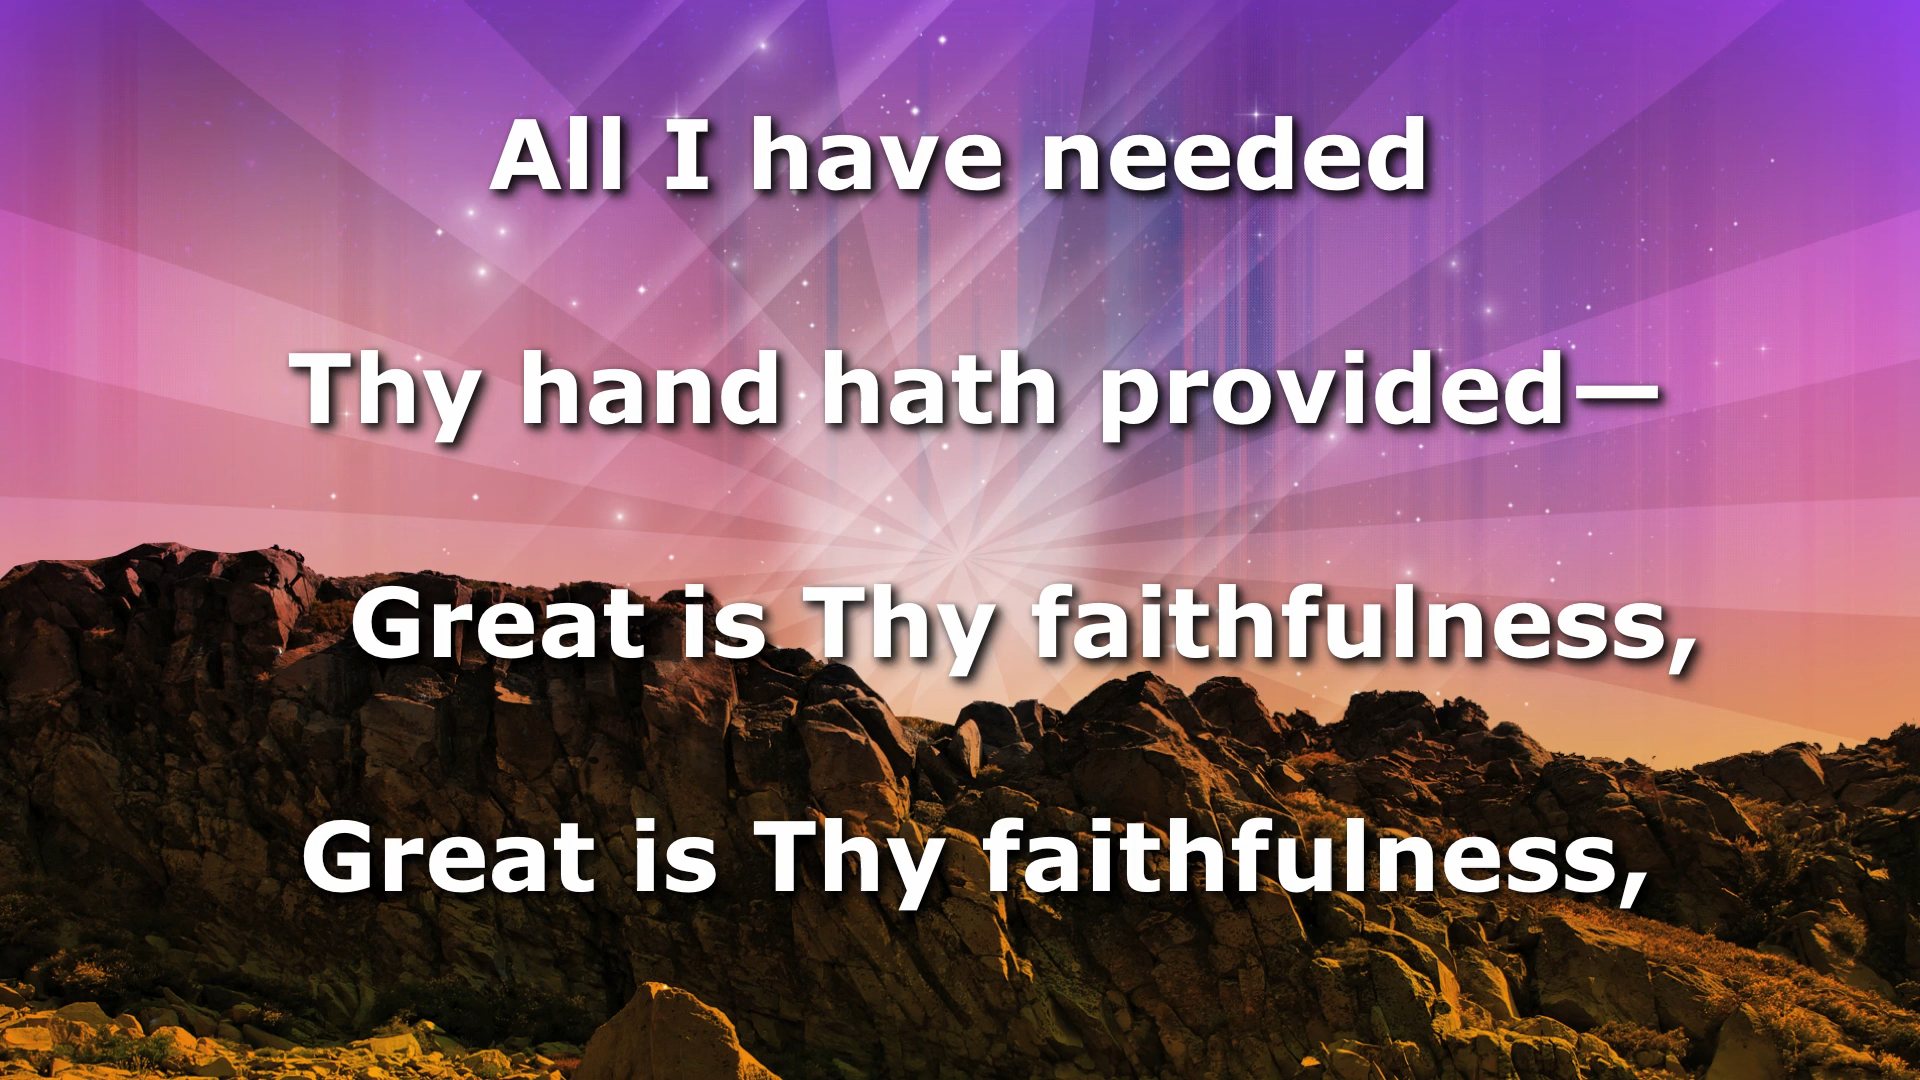 All I have needed
Thy hand hath provided—
Great is Thy faithfulness,
Great is Thy faithfulness,